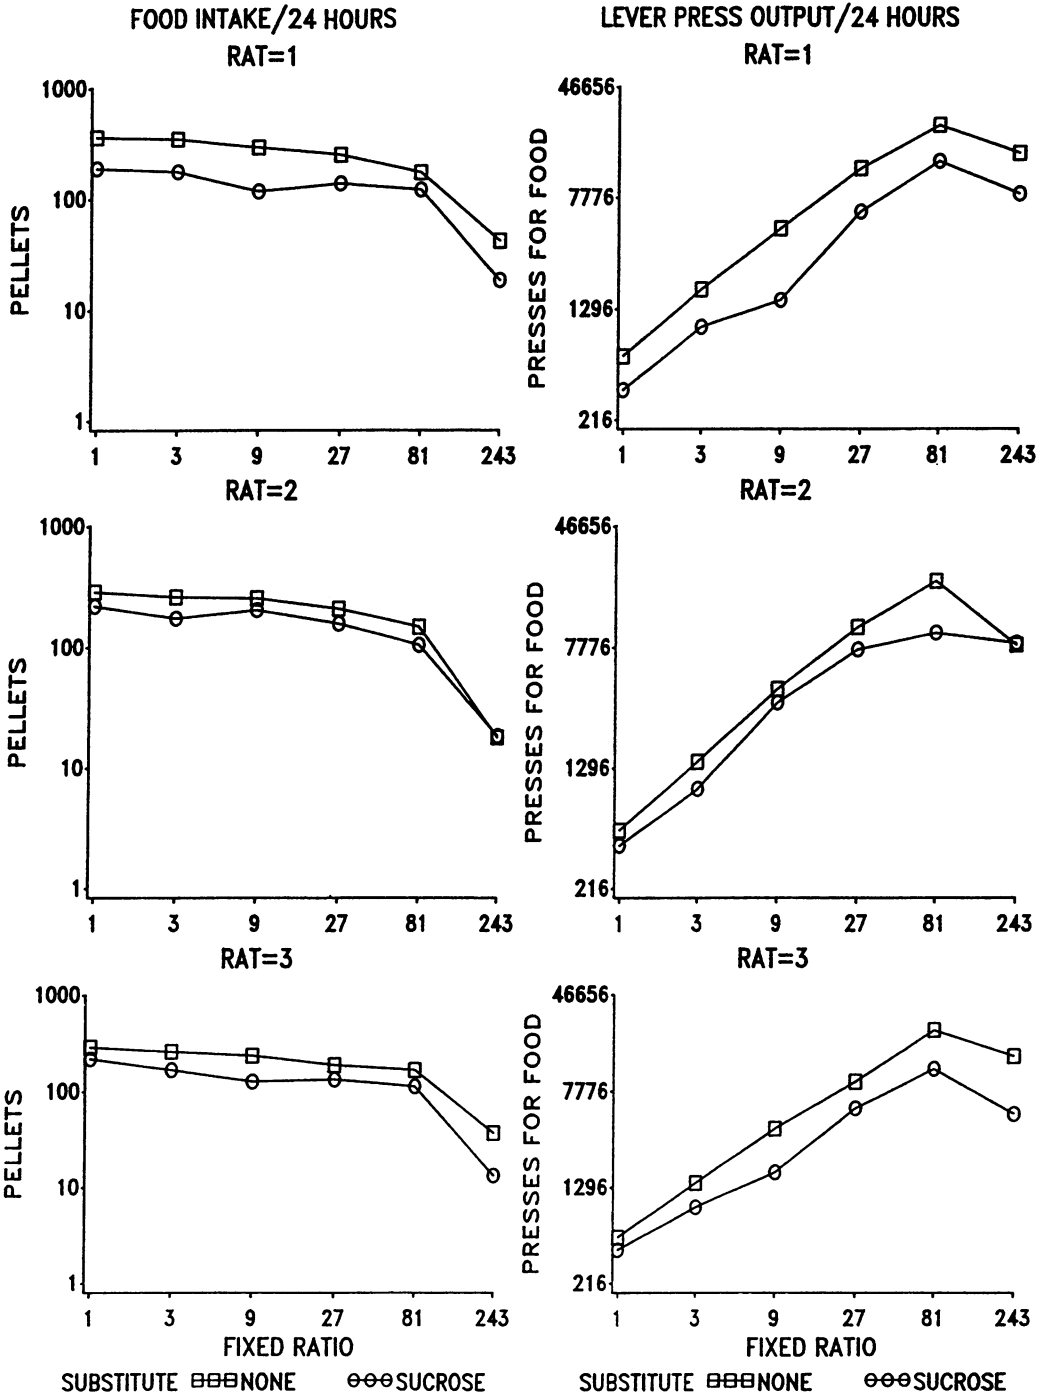 FOOD INTAKE/24 HOURS
RAT=1
1000
100
10
1
PELLETS
1 3 9 27 81 243
LEVER PRESS OUTPUT/24 HOURS
RAT=1
46656
7776
1296
216
PRESSES FOR FOOD
1 3 9 27 81 243
RAT=2
1000
100
10
1
PELLETS
1 3 9 27 81 243
RAT=2
46656
7776
1296
216
PRESSES FOR FOOD
1 3 9 27 81 243
RAT=3
1000
100
10
1
PELLETS
1 3 9 27 81 243
FIXED RATIO
SUBSTITUTE NONE SUCROSE
RAT=3
46656
7776
1296
216
PRESSES FOR FOOD
1 3 9 27 81 243
FIXED RATIO
SUBSTITUTE NONE SUCROSE